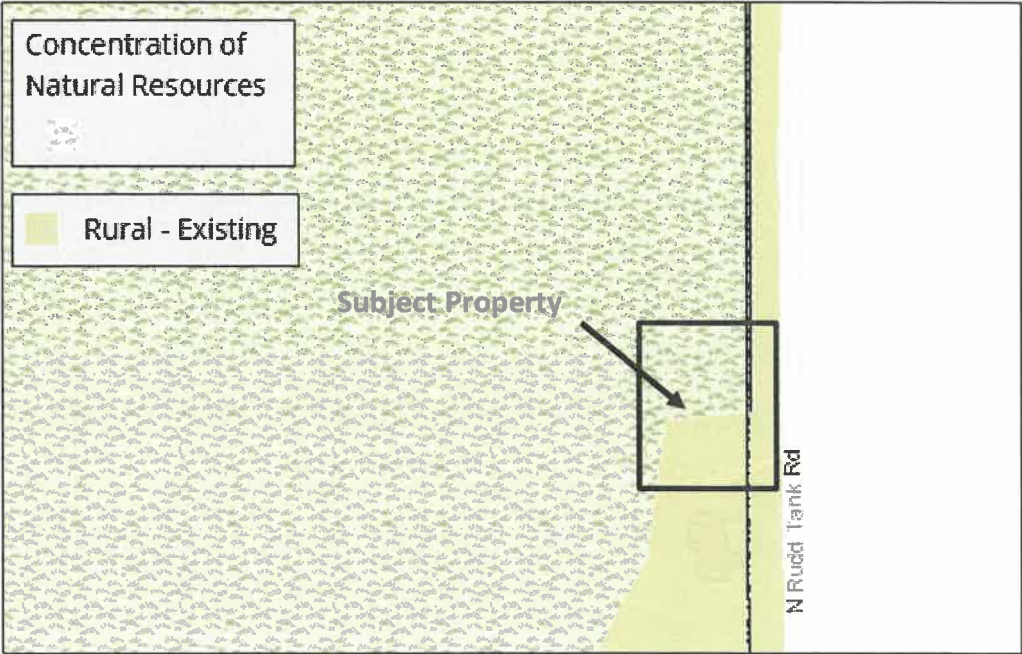 Concentration of
Natural Resources
Rural - Existing
Subject Property
N Rudd Tank Rd